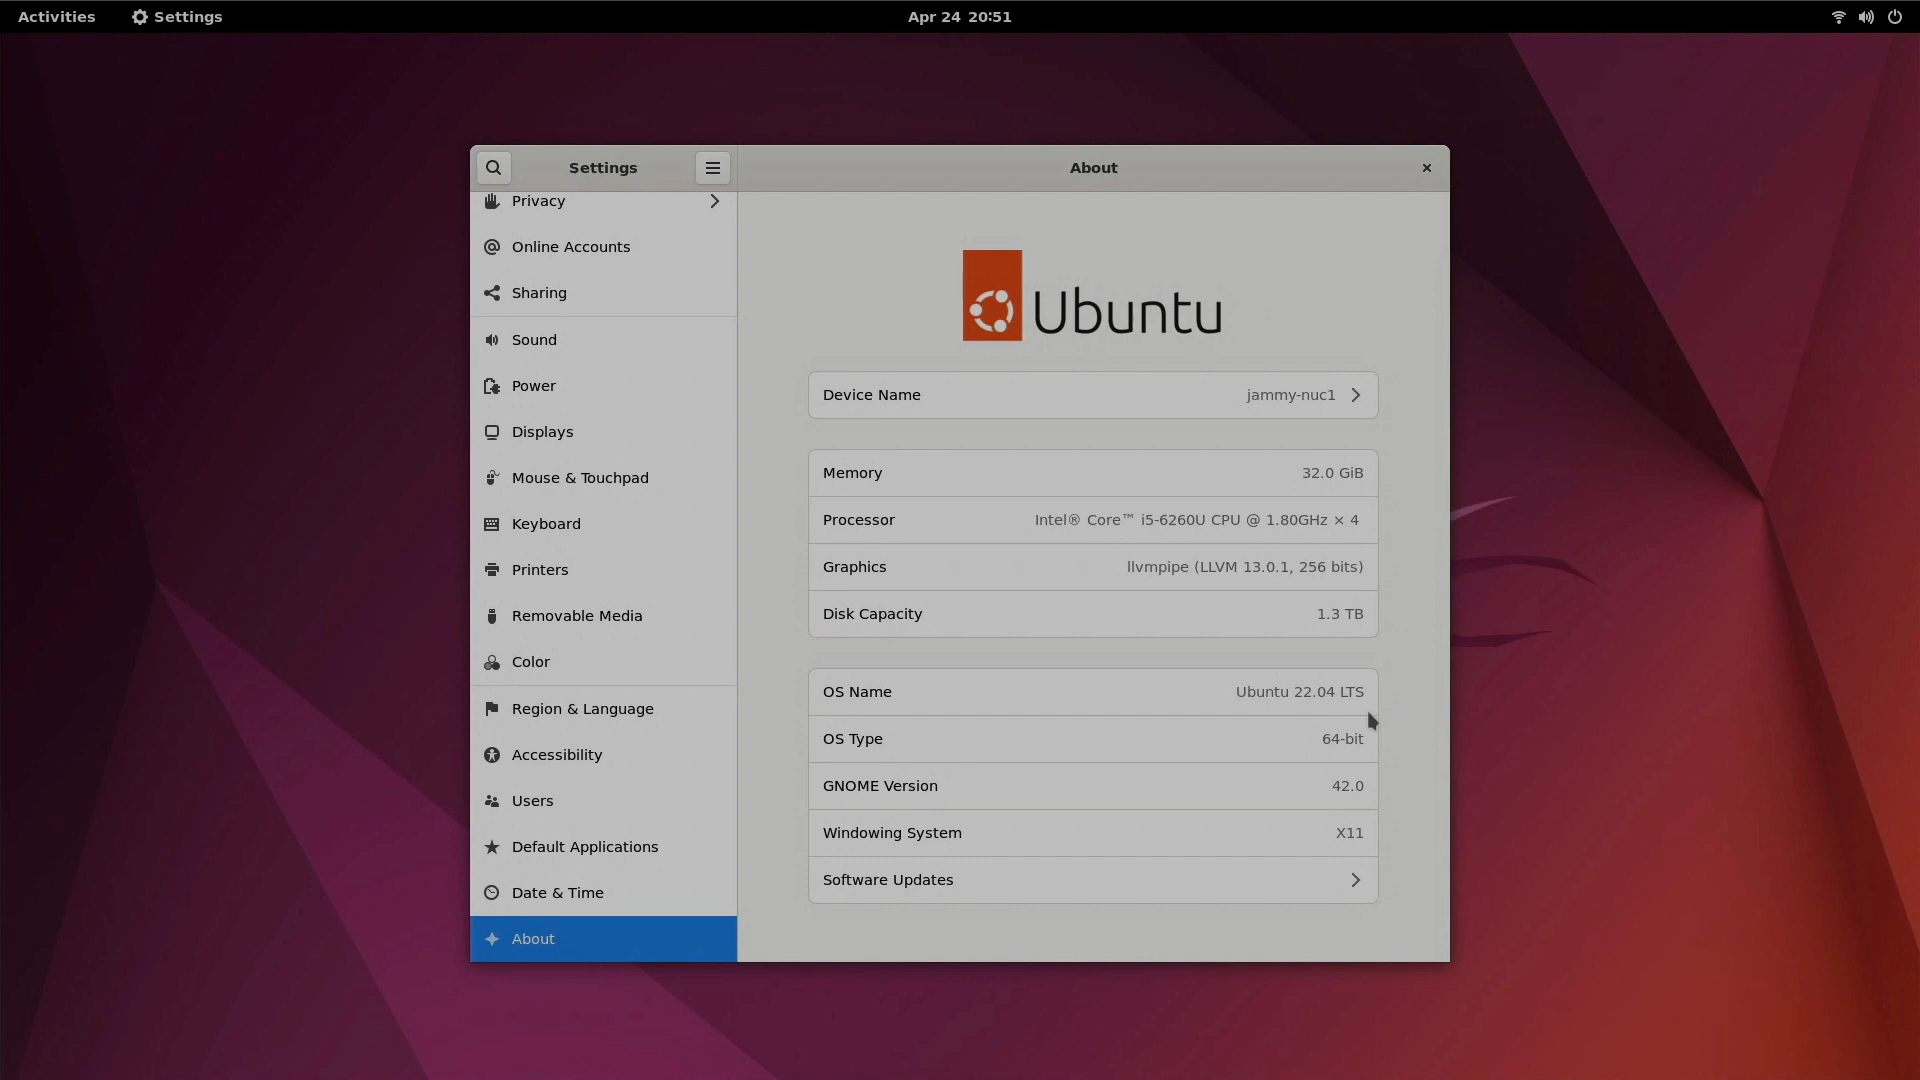 Activities
Settings
Apr 24 20:51
Settings
About
Privacy
Online Accounts
Sharing
Sound
Power
Displays
Mouse & Touchpad
Keyboard
Printers
Removable Media
Color
Region & Language
Accessibility
Users
Default Applications
Date & Time
About
Ubuntu
Device Name jammy-nuc1
Memory 32.0 GiB
Processor Intel® Core™ i5-6260U CPU @ 1.80GHz × 4
Graphics llvmpipe (LLVM 13.0.1, 256 bits)
Disk Capacity 1.3 TB
OS Name Ubuntu 22.04 LTS
OS Type 64-bit
GNOME Version 42.0
Windowing System X11
Software Updates